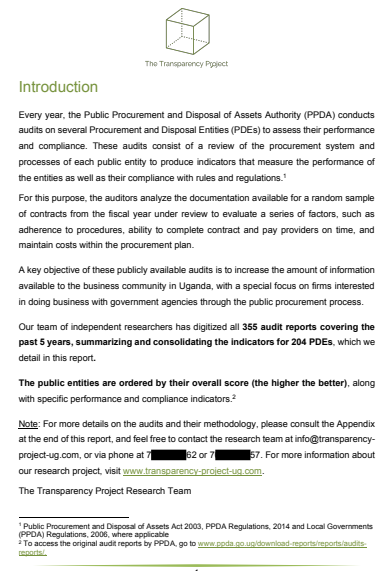 The Transparency Project
Introduction
Every year, the Public Procurement and Disposal of Assets Authority (PPDA) conducts
audits on several Procurement and Disposal Entities (PDEs) to assess their performance
and compliance. These audits consist of a review of the procurement system and
processes of each public entity to produce indicators that measure the performance of
the entities as well as their compliance with rules and regulations.¹
For this purpose, the auditors analyze the documentation available for a random sample
of contracts from the fiscal year under review to evaluate a series of factors, such as
adherence to procedures, ability to complete contract and pay providers on time, and
maintain costs within the procurement plan.
A key objective of these publicly available audits is to increase the amount of information
available to the business community in Uganda, with a special focus on firms interested
in doing business with government agencies through the public procurement process.
Our team of independent researchers has digitized all 355 audit reports covering the
past 5 years, summarizing and consolidating the indicators for 204 PDEs, which we
detail in this report.
The public entities are ordered by their overall score (the higher the better), along
with specific performance and compliance indicators.²
Note: For more details on the audits and their methodology, please consult the Appendix
at the end of this report, and feel free to contact the research team at info@transparency-
project-ug.com, or via phone at 7 62 or 7 57. For more information about
our research project, visit www.transparency-project-ug.com.
The Transparency Project Research Team
¹ Public Procurement and Disposal of Assets Act 2003, PPDA Regulations, 2014 and Local Governments
(PPDA) Regulations, 2006, where applicable
² To access the original audit reports by PPDA, go to www.ppda.go.ug/download-reports/reports/audits-
reports/.